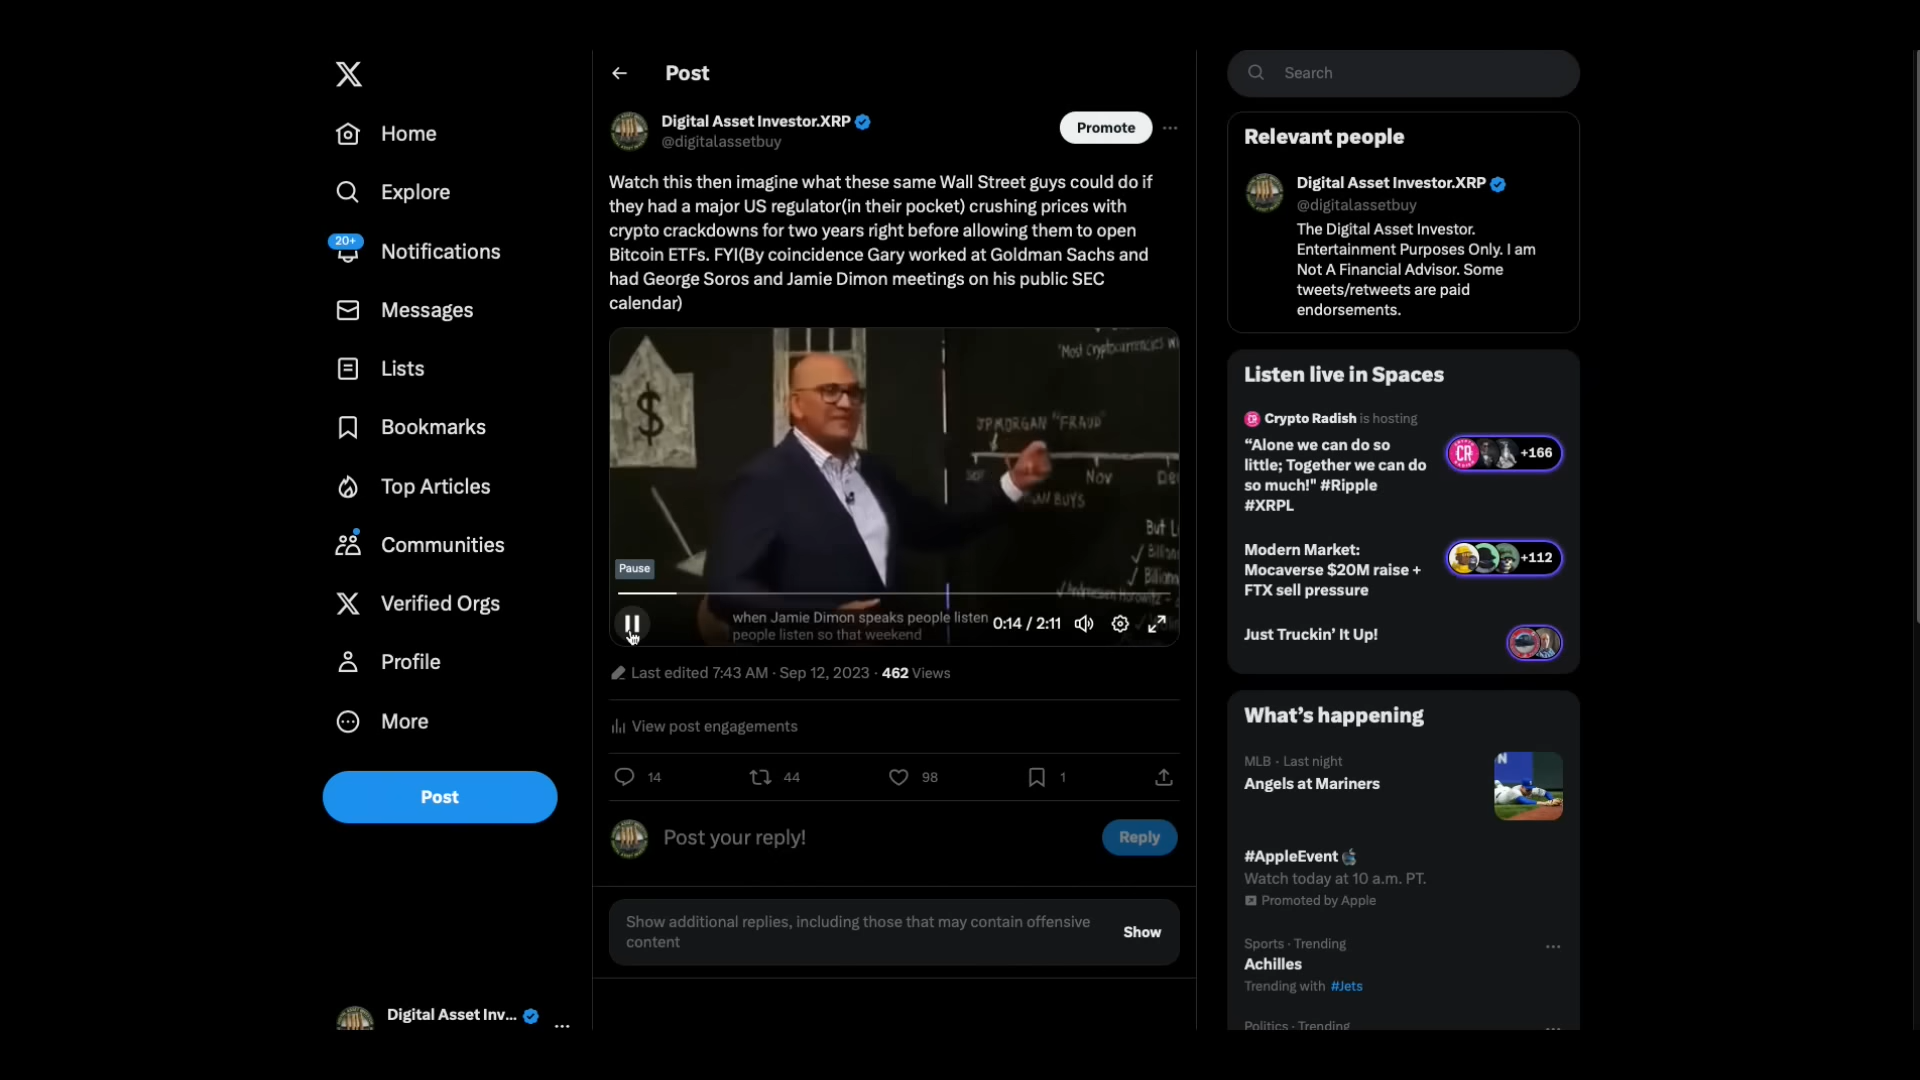 Post
Search
Digital Asset Investor.XRP
@digitalassetbuy
Promote
Relevant people
Home
Explore
20+
Notifications
Messages
Lists
Bookmarks
Top Articles
Communities
Verified Orgs
Profile
More
Post
Digital Asset Inv...
Watch this then imagine what these same Wall Street guys could do if
they had a major US regulator(in their pocket) crushing prices with
crypto crackdowns for two years right before allowing them to open
Bitcoin ETFs. FYI(By coincidence Gary worked at Goldman Sachs and
had George Soros and Jamie Dimon meetings on his public SEC
calendar)
$
"Most cryptocurrencies
JPMORGAN "FRAUD"
Nov
BUYS
But
Pause
when Jamie Dimon speaks people listen
people listen so that weekend
0:14 / 2:11
Last edited 7:43 AM · Sep 12, 2023 · 462 Views
View post engagements
14
44
98
1
Post your reply!
Reply
Show additional replies, including those that may contain offensive
content
Show
Digital Asset Investor.XRP
@digitalassetbuy
The Digital Asset Investor.
Entertainment Purposes Only. I am
Not A Financial Advisor. Some
tweets/retweets are paid
endorsements.
Listen live in Spaces
Crypto Radish is hosting
“Alone we can do so
little; Together we can do
so much!" #Ripple
#XRPL
CR
+166
Modern Market:
Mocaverse $20M raise +
FTX sell pressure
+112
Just Truckin’ It Up!
What’s happening
MLB · Last night
Angels at Mariners
#AppleEvent
Watch today at 10 a.m. PT.
Promoted by Apple
Sports · Trending
Achilles
Trending with #Jets
Politics · Trending